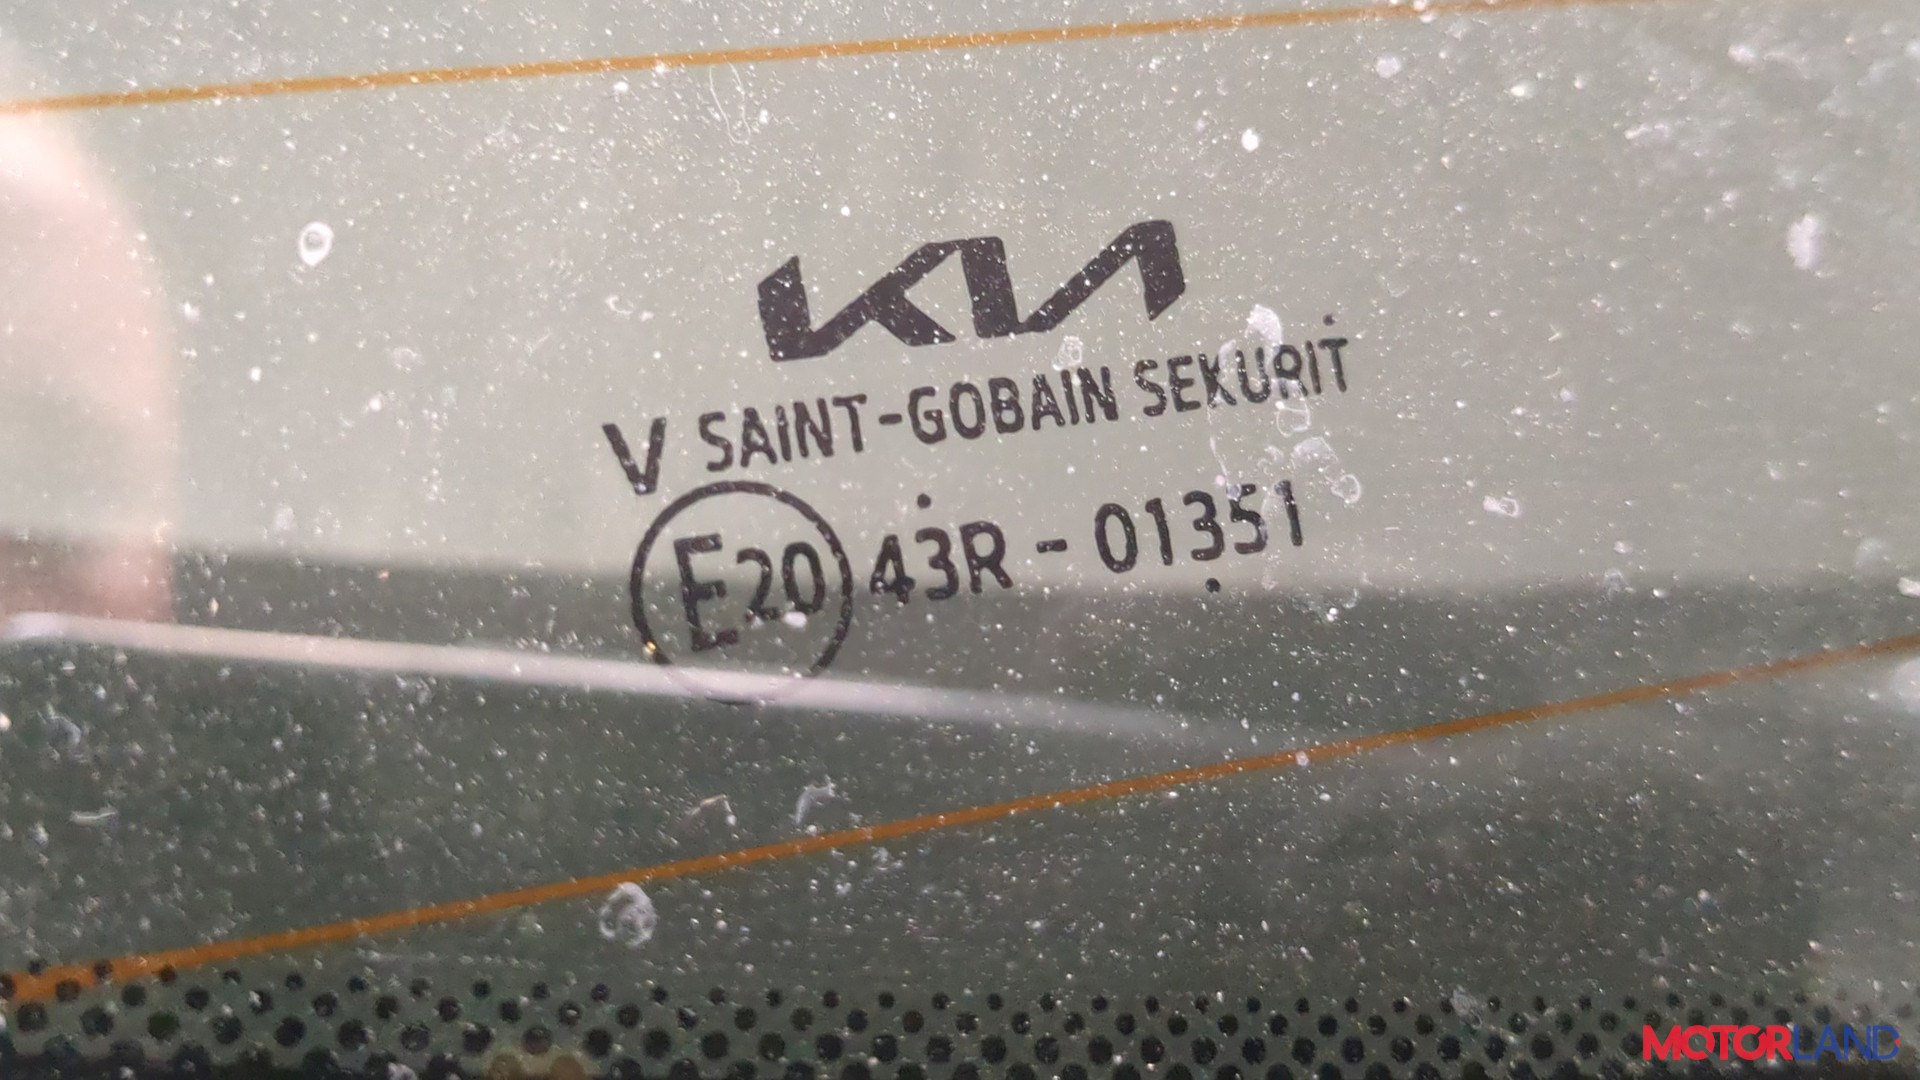 KIA
V SAINT-GOBAIN SEKURIT
E20 43R - 01351
MOTORLAND